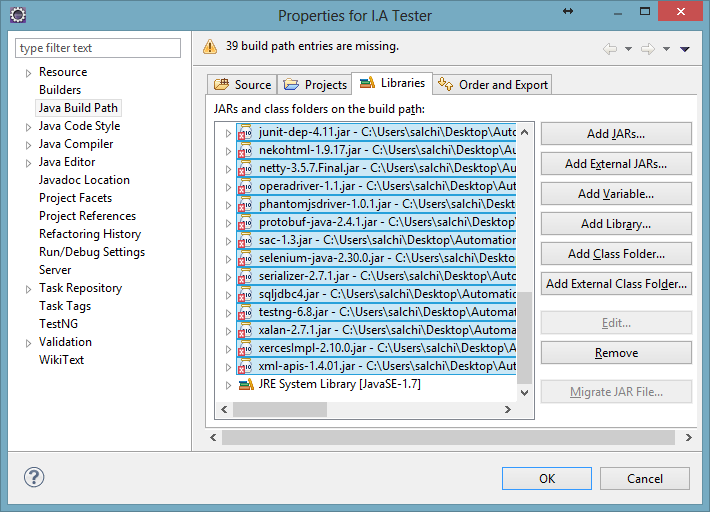 Properties for I.A Tester
type filter text
39 build path entries are missing.
Resource
Builders
Java Build Path
Java Code Style
Java Compiler
Java Editor
Javadoc Location
Project Facets
Project References
Refactoring History
Run/Debug Settings
Server
Task Repository
Task Tags
TestNG
Validation
WikiText
Source
Projects
Libraries
Order and Export
JARs and class folders on the build path:
junit-dep-4.11.jar - C:\Users\salchi\Desktop\Auto
nekohtml-1.9.17.jar - C:\Users\salchi\Desktop\Aut
netty-3.5.7.Final.jar - C:\Users\salchi\Desktop\Aut
operadriver-1.1.jar - C:\Users\salchi\Desktop\Aut
phantomjsdriver-1.0.1.jar - C:\Users\salchi\Deskt
protobuf-java-2.4.1.jar - C:\Users\salchi\Desktop
sac-1.3.jar - C:\Users\salchi\Desktop\Automation
selenium-java-2.30.0.jar - C:\Users\salchi\Deskto
serializer-2.7.1.jar - C:\Users\salchi\Desktop\Aut
sqljdbc4.jar - C:\Users\salchi\Desktop\Automatic
testng-6.8.jar - C:\Users\salchi\Desktop\Automat
xalan-2.7.1.jar - C:\Users\salchi\Desktop\Automa
xercesImpl-2.10.0.jar - C:\Users\salchi\Desktop\A
xml-apis-1.4.01.jar - C:\Users\salchi\Desktop\Aut
JRE System Library [JavaSE-1.7]
Add JARs...
Add External JARs...
Add Variable...
Add Library...
Add Class Folder...
Add External Class Folder...
Edit...
Remove
Migrate JAR File...
OK
Cancel